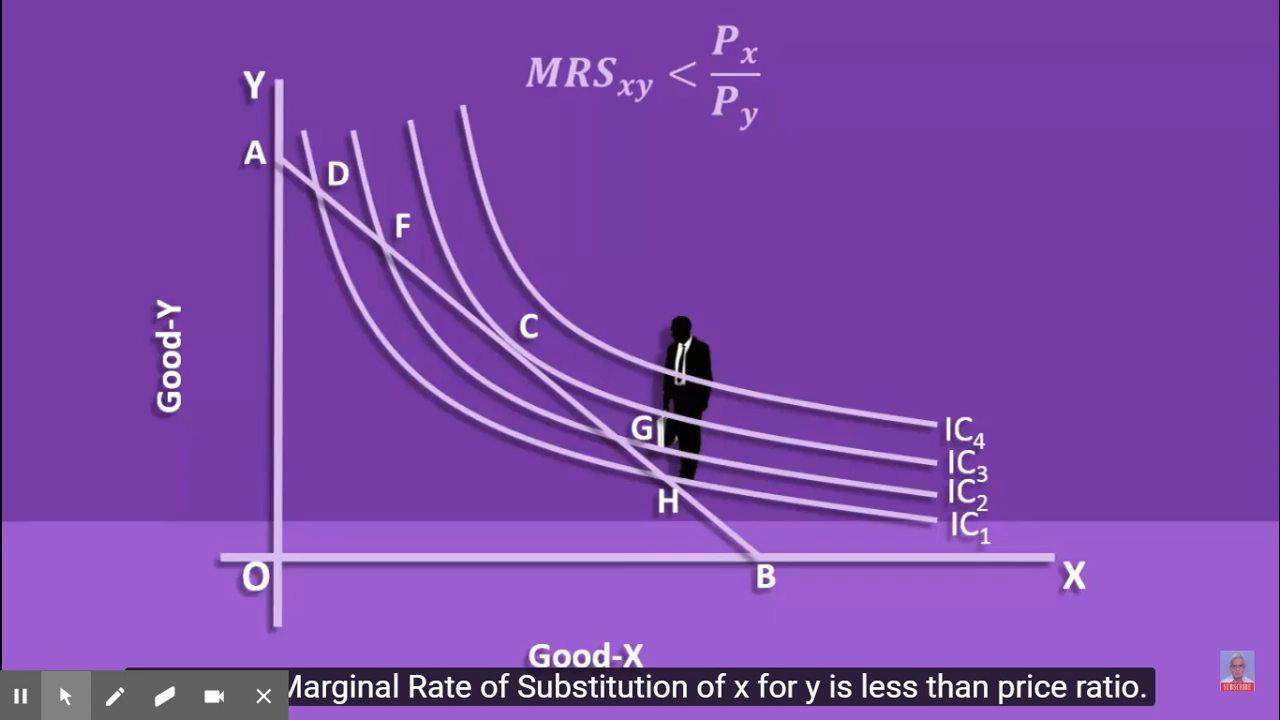 MRSxy < Px/Py
Y
A
D
F
C
G
H
Good-Y
IC4
IC3
IC2
IC1
O
B
X
Good-X
Marginal Rate of Substitution of x for y is less than price ratio.
SUBSCRIBE